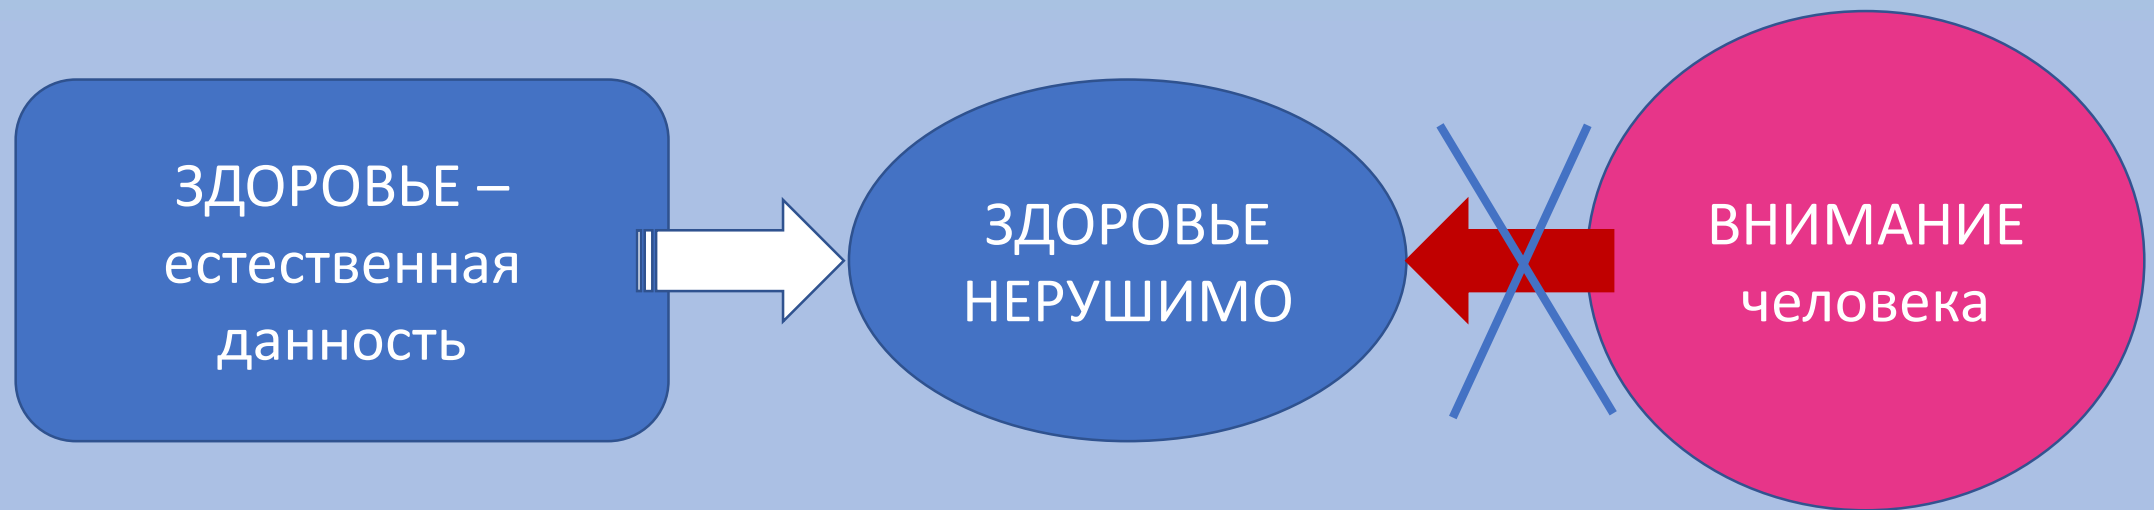 ЗДОРОВЬЕ –
естественная
данность
ЗДОРОВЬЕ
НЕРУШИМО
ВНИМАНИЕ
человека